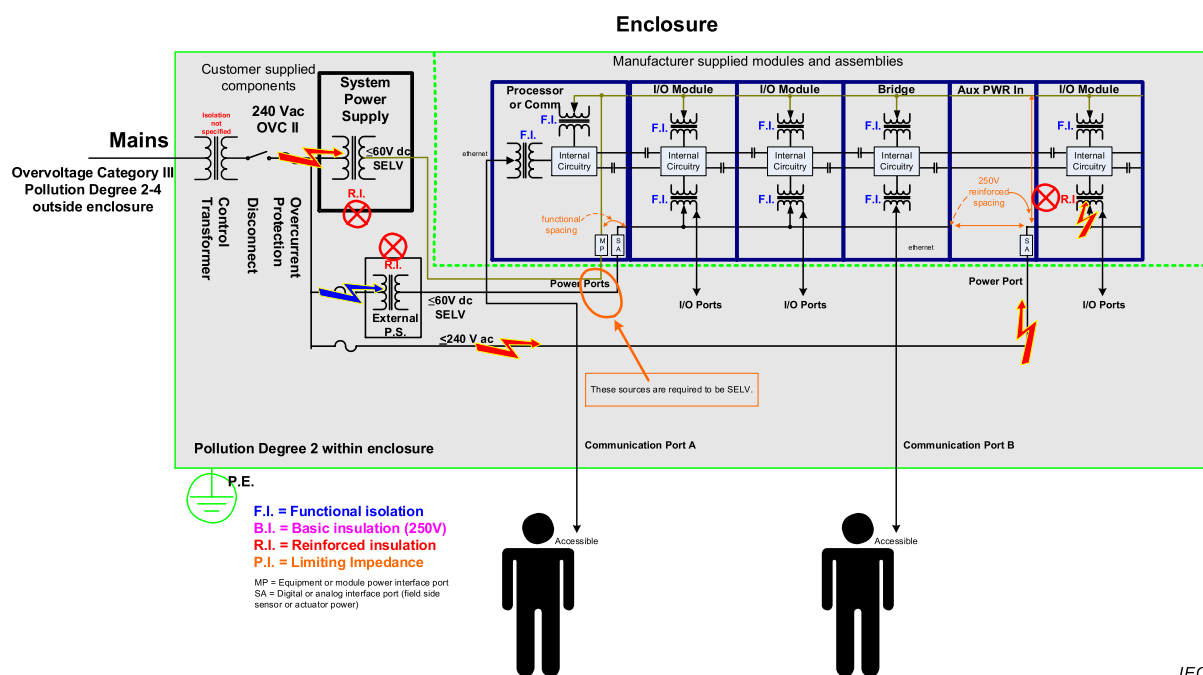 Enclosure
Manufacturer supplied modules and assemblies
Customer supplied
components
System
Power
Supply
Processor
or Comm
I/O Module
I/O Module
Bridge
Aux PWR In
I/O Module
Isolation
not
specified
240 Vac
OVC II
Mains
Overvoltage Category III
Pollution Degree 2-4
outside enclosure
≤60V dc
SELV
R.I.
Control
Transformer
Disconnect
Overcurrent
Protection
F.I.
F.I.
F.I.
F.I.
F.I.
F.I.
ethernet
Internal
Circuitry
Internal
Circuitry
Internal
Circuitry
Internal
Circuitry
Internal
Circuitry
F.I.
F.I.
F.I.
R.I.
250V
reinforced
spacing
functional
spacing
M
P
S
A
S
A
ethernet
R.I.
External
P.S.
≤60V dc
SELV
Power Ports
I/O Ports
I/O Ports
Power Port
I/O Ports
≤240 V ac
These sources are required to be SELV.
Pollution Degree 2 within enclosure
Communication Port A
Communication Port B
P.E.
F.I. = Functional isolation
B.I. = Basic insulation (250V)
R.I. = Reinforced insulation
P.I. = Limiting Impedance
MP = Equipment or module power interface port
SA = Digital or analog interface port (field side
sensor or actuator power)
Accessible
Accessible